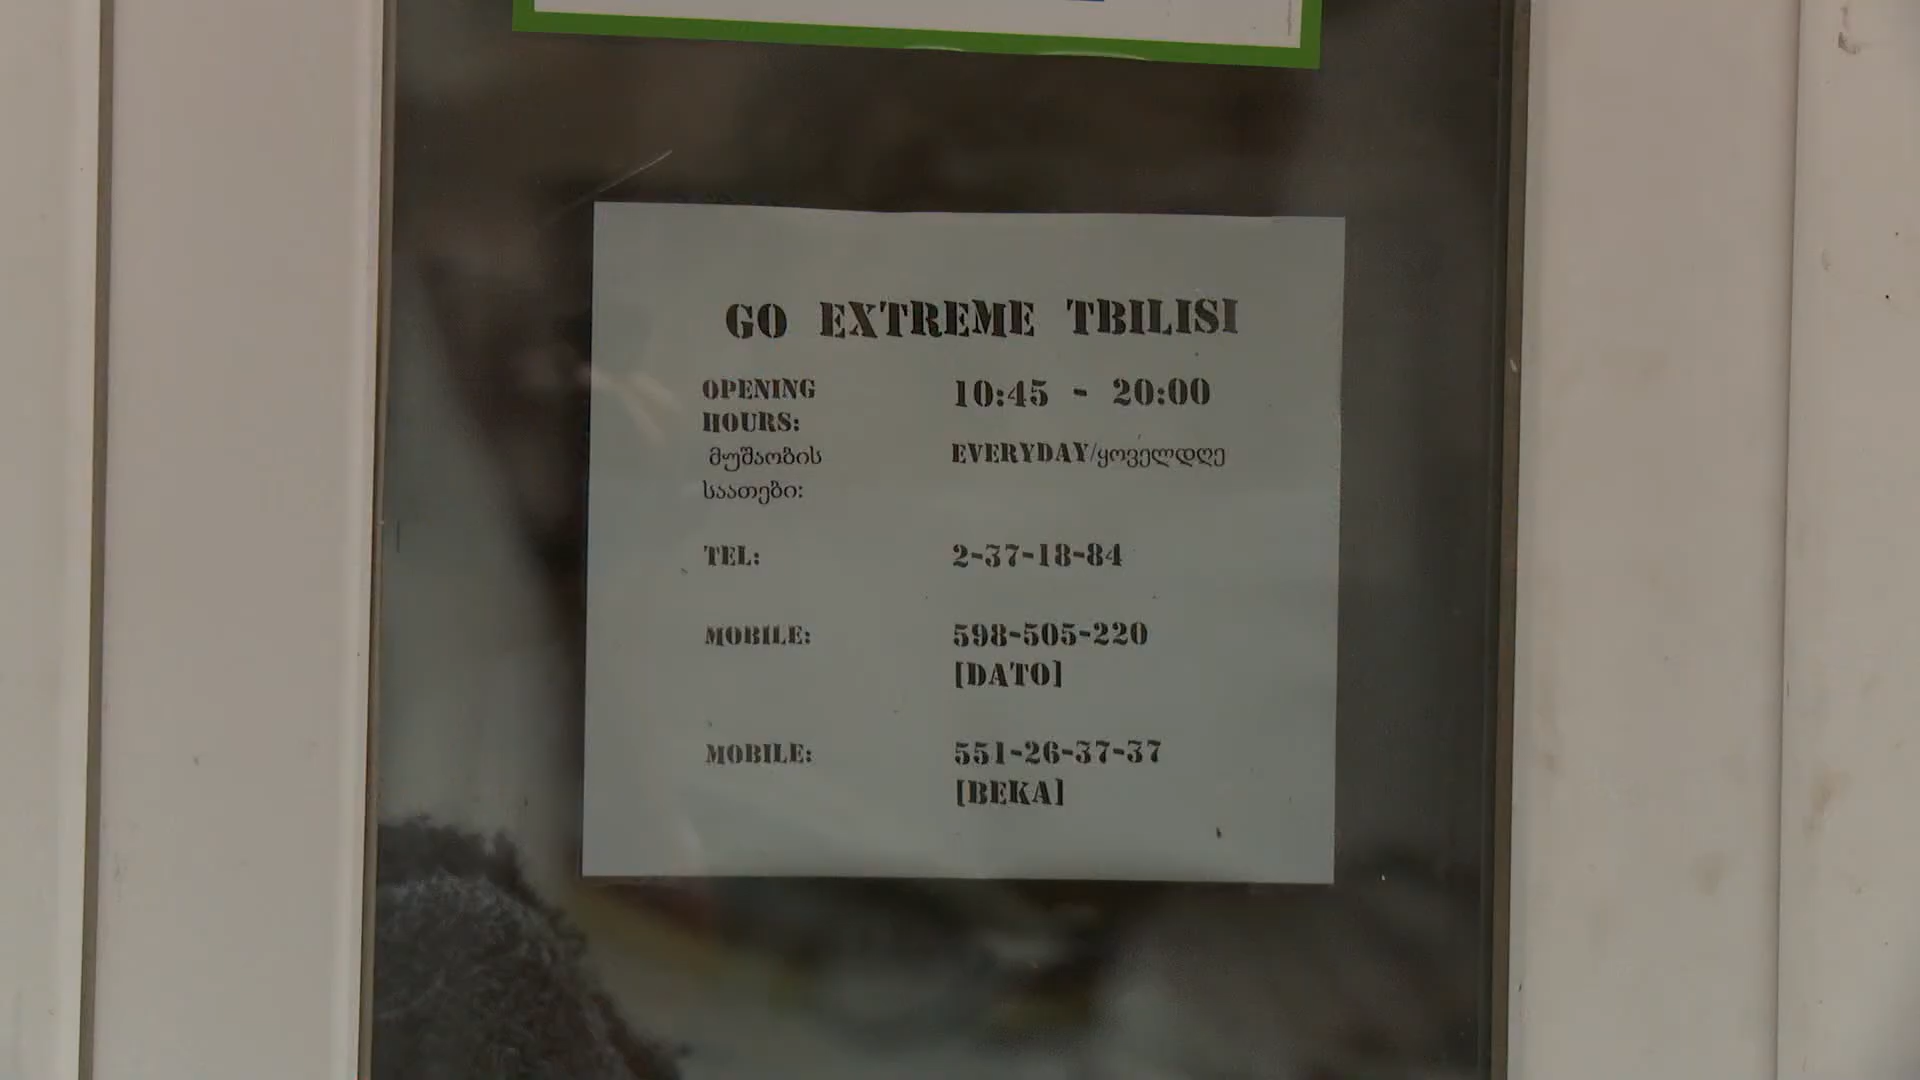 GO EXTREME TBILISI
OPENING 10:45 - 20:00
HOURS:
მუშაობის EVERYDAY/ყოველდღე
საათები:
TEL: 2-37-18-84
MOBILE: 598-505-220
[DATO]
MOBILE: 551-26-37-37
[BEKA]